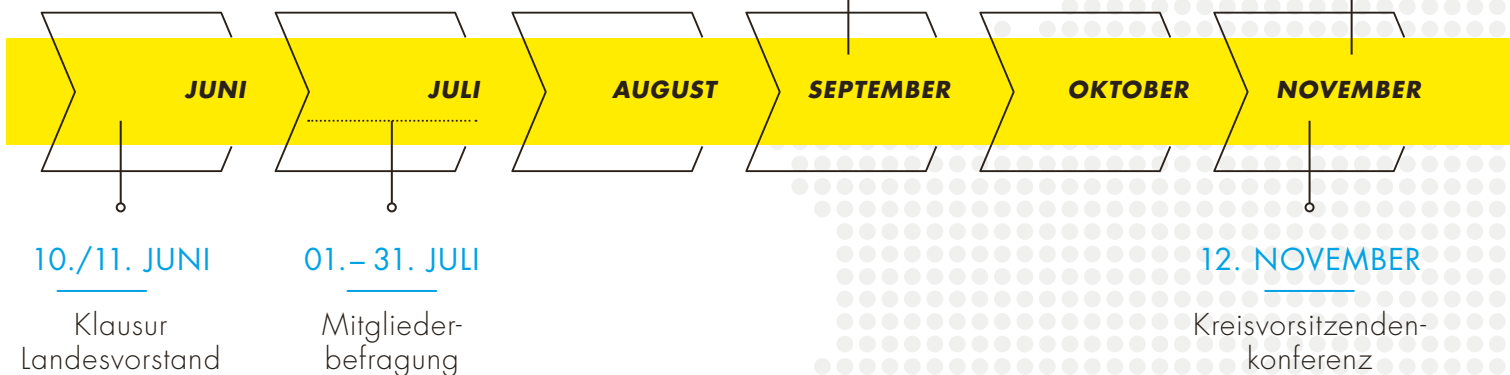 JUNI
JULI
AUGUST
SEPTEMBER
OKTOBER
NOVEMBER
10./11. JUNI
Klausur
Landesvorstand
01.– 31. JULI
Mitglieder-
befragung
12. NOVEMBER
Kreisvorsitzenden-
konferenz